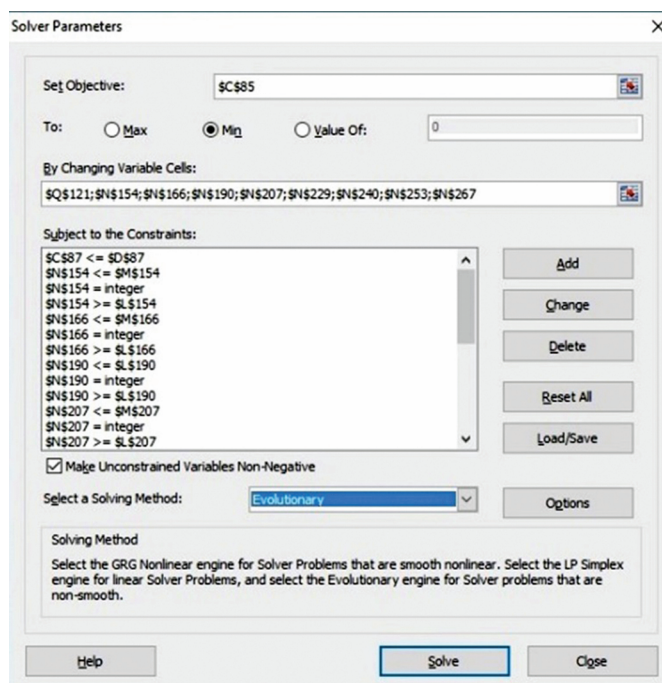 Solver Parameters
Set Objective: $C$85
To: Max Min Value Of: 0
By Changing Variable Cells:
$Q$121;$N$154;$N$166;$N$190;$N$207;$N$229;$N$240;$N$253;$N$267
Subject to the Constraints:
$C$87 <= $D$87
$N$154 <= $M$154
$N$154 = integer
$N$154 >= $L$154
$N$166 <= $M$166
$N$166 = integer
$N$166 >= $L$166
$N$190 <= $L$190
$N$190 = integer
$N$190 >= $L$190
$N$207 <= $M$207
$N$207 = integer
$N$207 >= $L$207
Add
Change
Delete
Reset All
Load/Save
Make Unconstrained Variables Non-Negative
Select a Solving Method: Evolutionary Options
Solving Method
Select the GRG Nonlinear engine for Solver Problems that are smooth nonlinear. Select the LP Simplex
engine for linear Solver Problems, and select the Evolutionary engine for Solver problems that are
non-smooth.
Help Solve Close